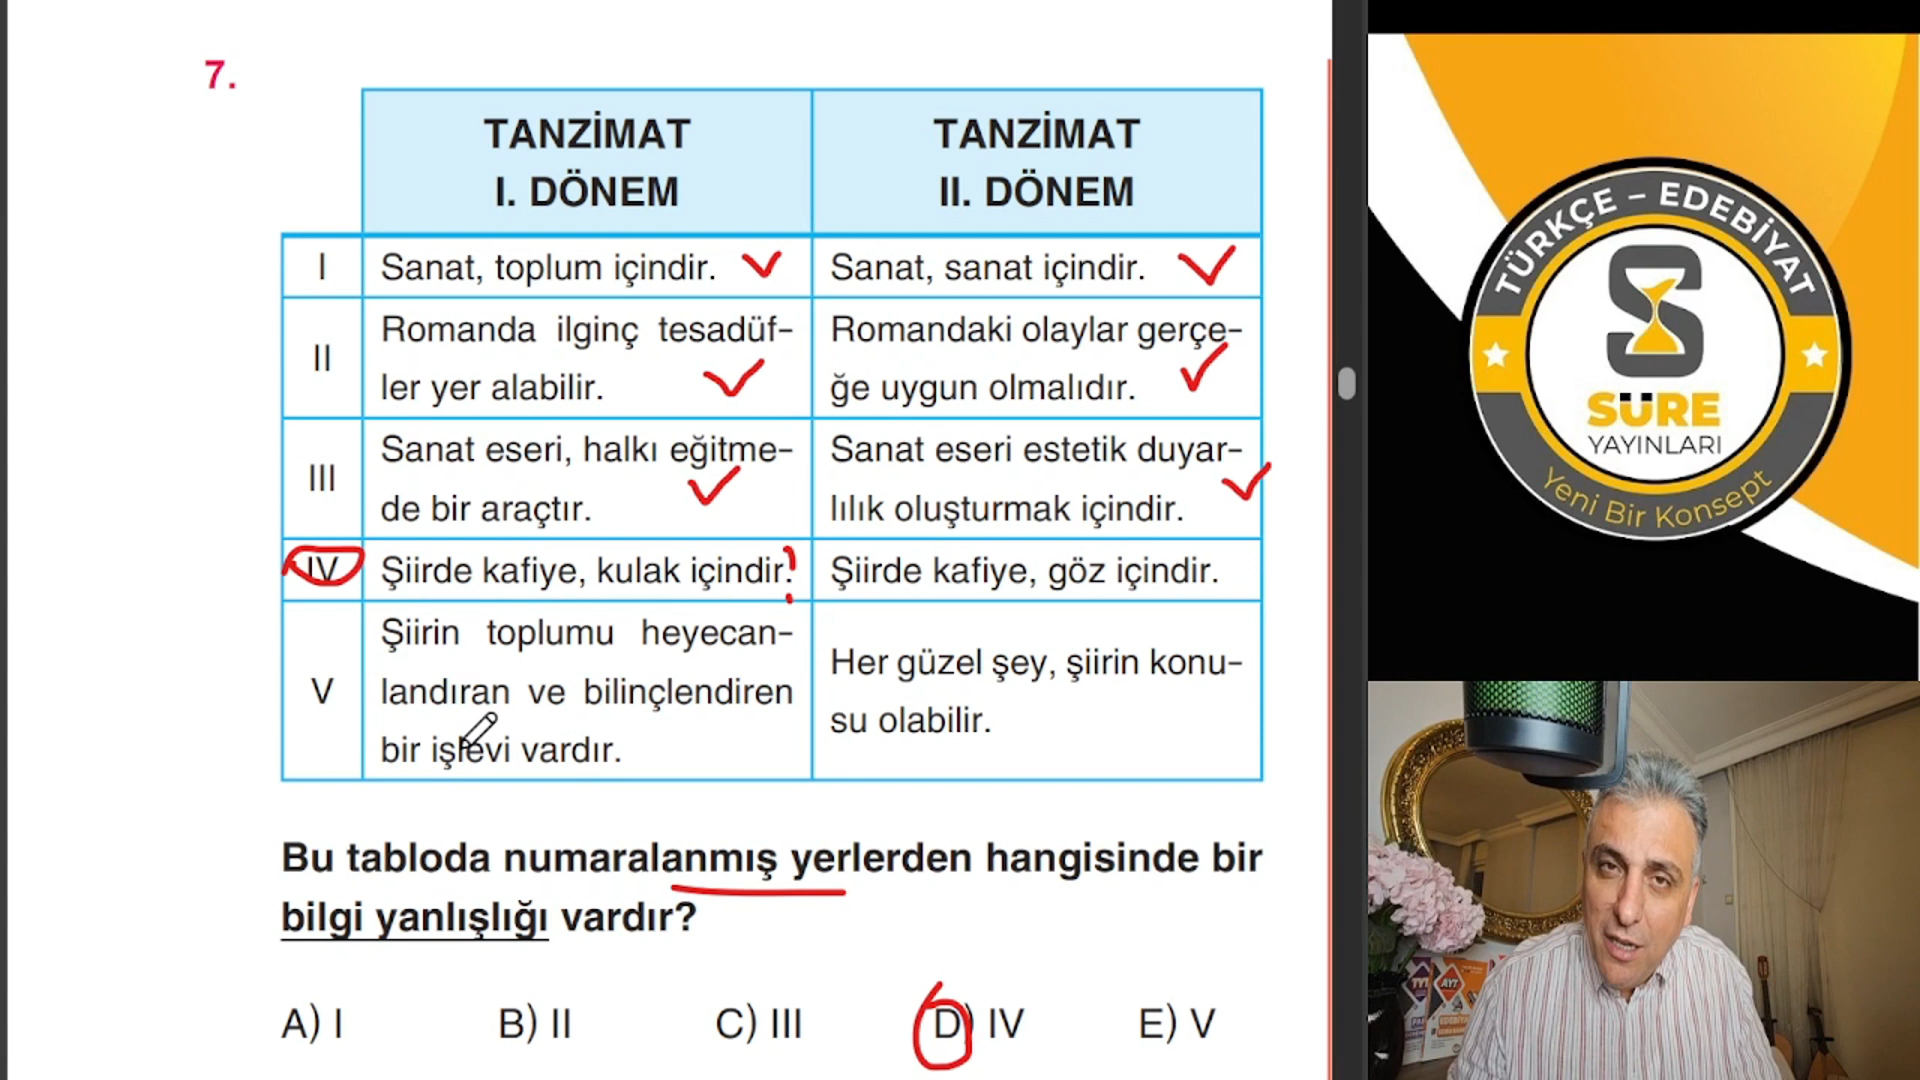 7.
TANZİMAT
I. DÖNEM
TANZİMAT
II. DÖNEM
I
Sanat, toplum içindir.
Sanat, sanat içindir.
II
Romanda ilginç tesadüf-
ler yer alabilir.
Romandaki olaylar gerçe-
ğe uygun olmalıdır.
III
Sanat eseri, halkı eğitme-
de bir araçtır.
Sanat eseri estetik duyar-
lılık oluşturmak içindir.
IV
Şiirde kafiye, kulak içindir.
Şiirde kafiye, göz içindir.
V
Şiirin toplumu heyecan-
landıran ve bilinçlendiren
bir işlevi vardır.
Her güzel şey, şiirin konu-
su olabilir.
Bu tabloda numaralanmış yerlerden hangisinde bir
bilgi yanlışlığı vardır?
A) I
B) II
C) III
D) IV
E) V
TÜRKÇE – EDEBİYAT
SÜRE
YAYINLARI
Yeni Bir Konsept
TYT
AYT